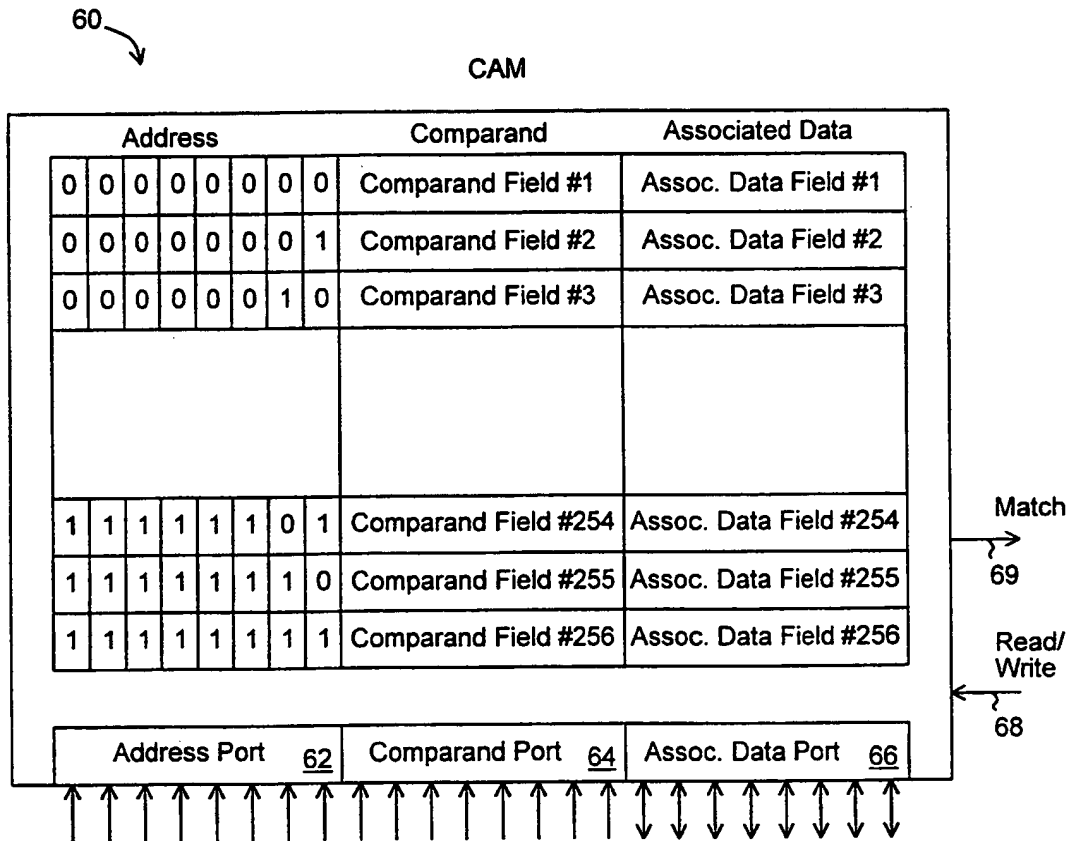 60
CAM
Address Comparand Associated Data
0 0 0 0 0 0 0 0 Comparand Field #1 Assoc. Data Field #1
0 0 0 0 0 0 0 1 Comparand Field #2 Assoc. Data Field #2
0 0 0 0 0 0 1 0 Comparand Field #3 Assoc. Data Field #3
1 1 1 1 1 1 0 1 Comparand Field #254 Assoc. Data Field #254
1 1 1 1 1 1 1 0 Comparand Field #255 Assoc. Data Field #255
1 1 1 1 1 1 1 1 Comparand Field #256 Assoc. Data Field #256
Match
69
Read/
Write
68
Address Port 62 Comparand Port 64 Assoc. Data Port 66